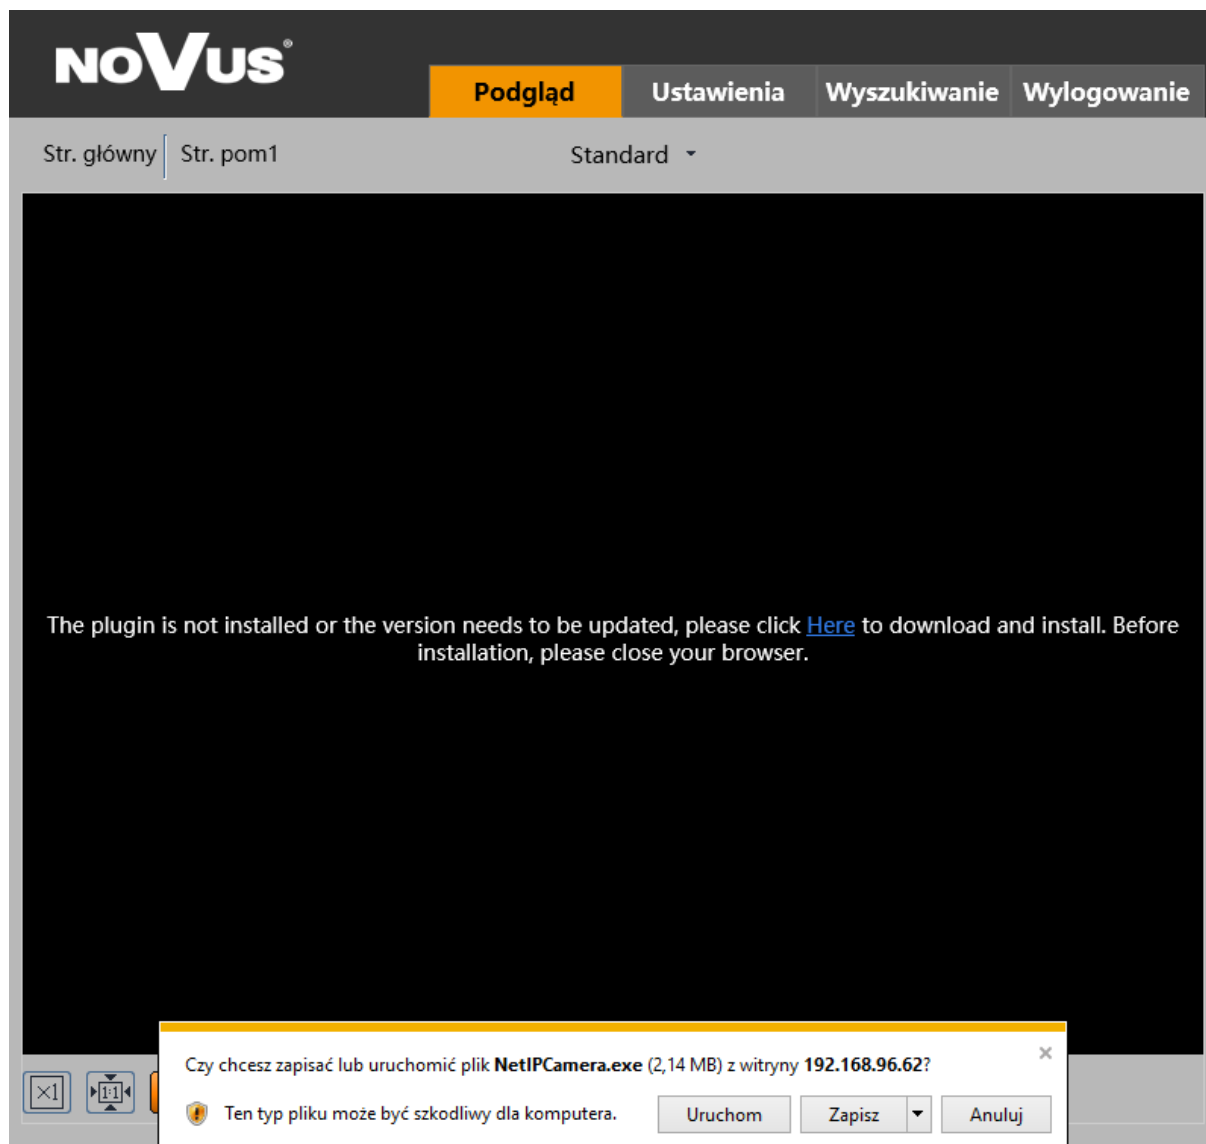 NOVUS®
Podgląd Ustawienia Wyszukiwanie Wylogowanie
Str. główny Str. pom1 Standard
The plugin is not installed or the version needs to be updated, please click Here to download and install. Before
installation, please close your browser.
Czy chcesz zapisać lub uruchomić plik NetIPCamera.exe (2,14 MB) z witryny 192.168.96.62?
Ten typ pliku może być szkodliwy dla komputera. Uruchom Zapisz Anuluj
×1 1:1